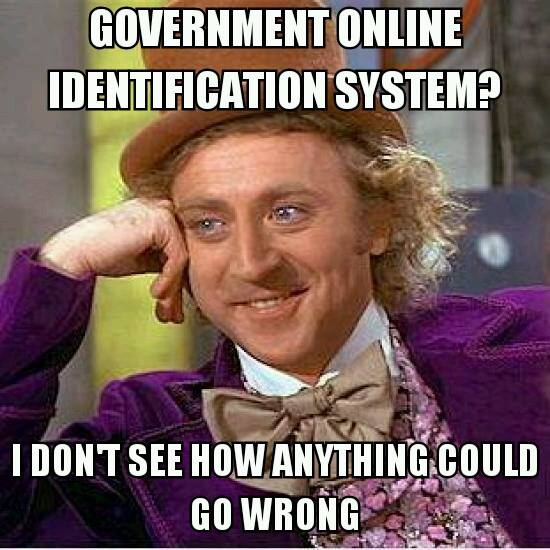 GOVERNMENT ONLINE
IDENTIFICATION SYSTEM?
I DON'T SEE HOW ANYTHING COULD
GO WRONG